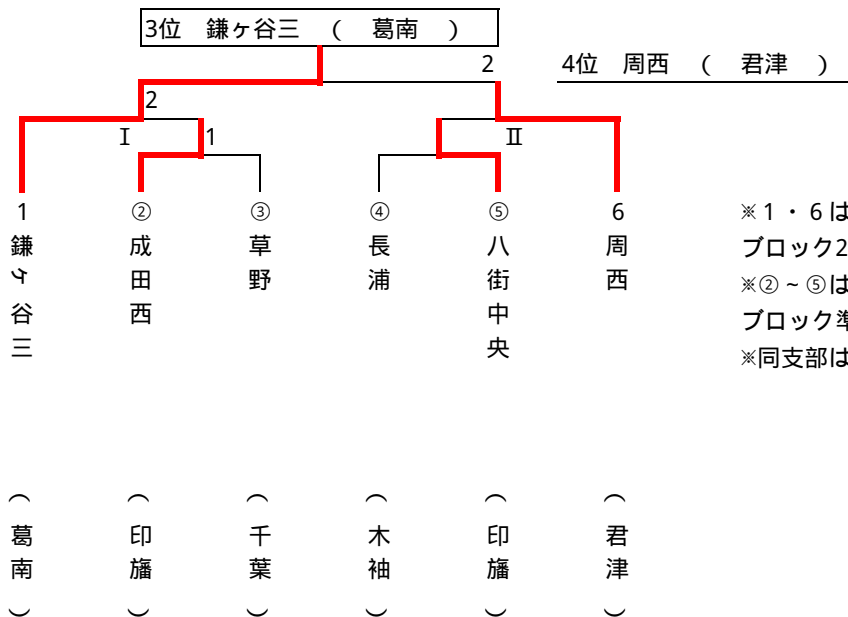 3位 鎌ヶ谷三 ( 葛南 )
2
4位 周西 ( 君津 )
2
Ⅰ
1
Ⅱ
1
鎌ヶ谷三
②
成田西
③
草野
④
長浦
⑤
八街中央
6
周西
※1・6は
ブロック2
※②~⑤は
ブロック準
※同支部は
(葛南)
(印旛)
(千葉)
(木袖)
(印旛)
(君津)